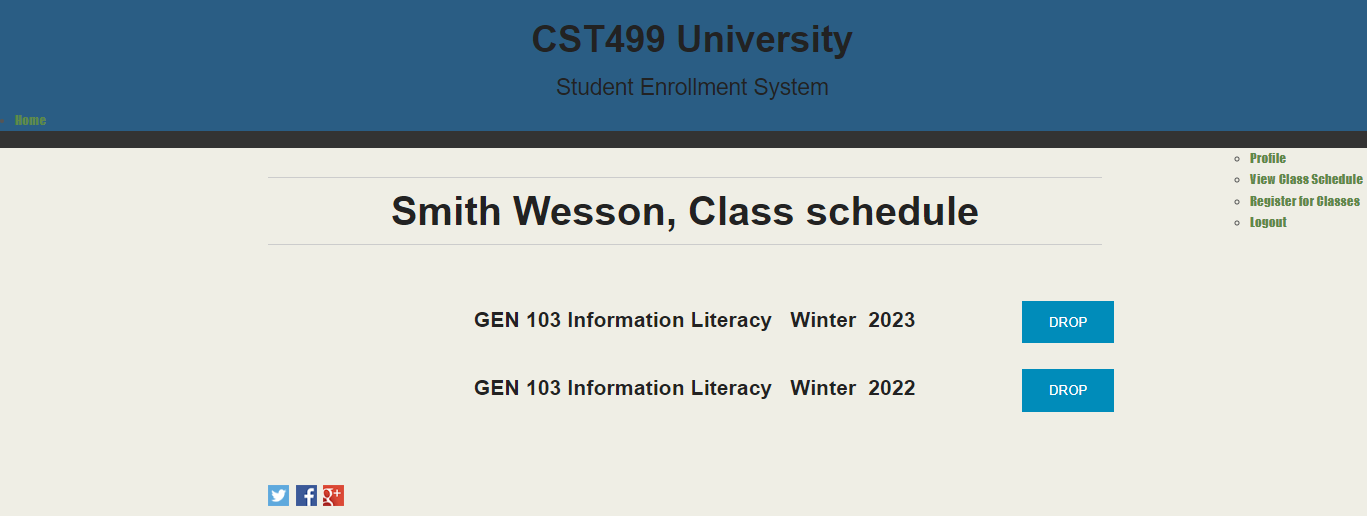 CST499 University
Student Enrollment System
Home
Profile
View Class Schedule
Register for Classes
Logout
Smith Wesson, Class schedule
GEN 103 Information Literacy Winter 2023 DROP
GEN 103 Information Literacy Winter 2022 DROP
g+